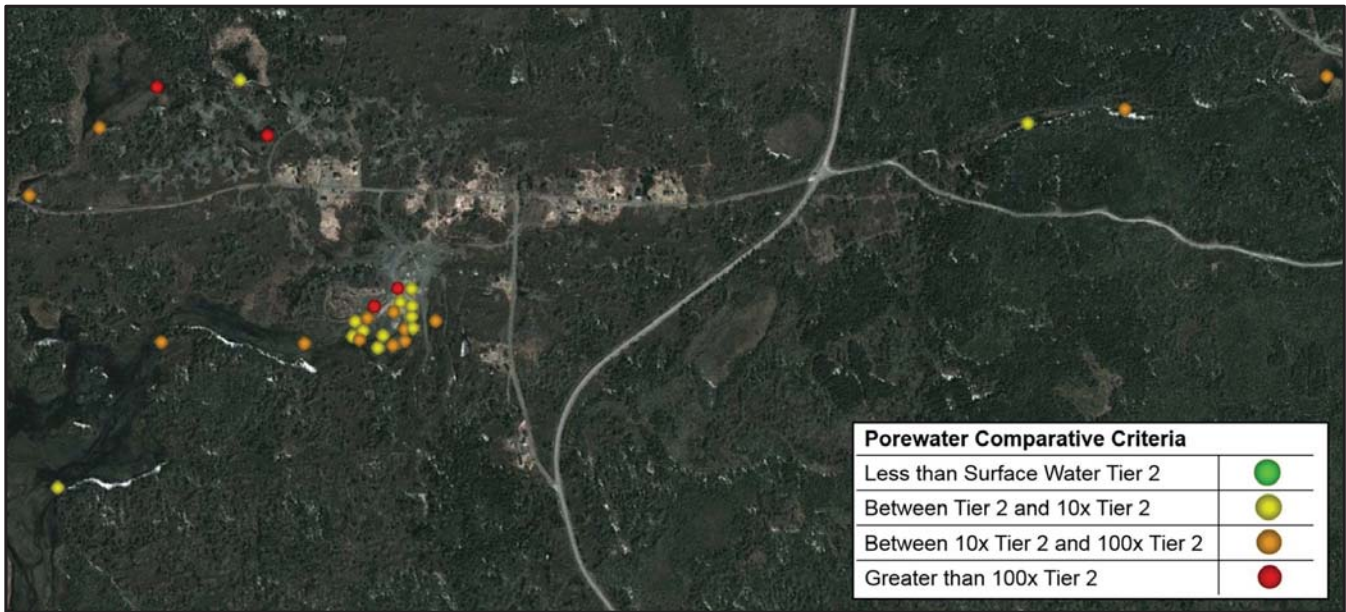 Porewater Comparative Criteria
Less than Surface Water Tier 2
Between Tier 2 and 10x Tier 2
Between 10x Tier 2 and 100x Tier 2
Greater than 100x Tier 2